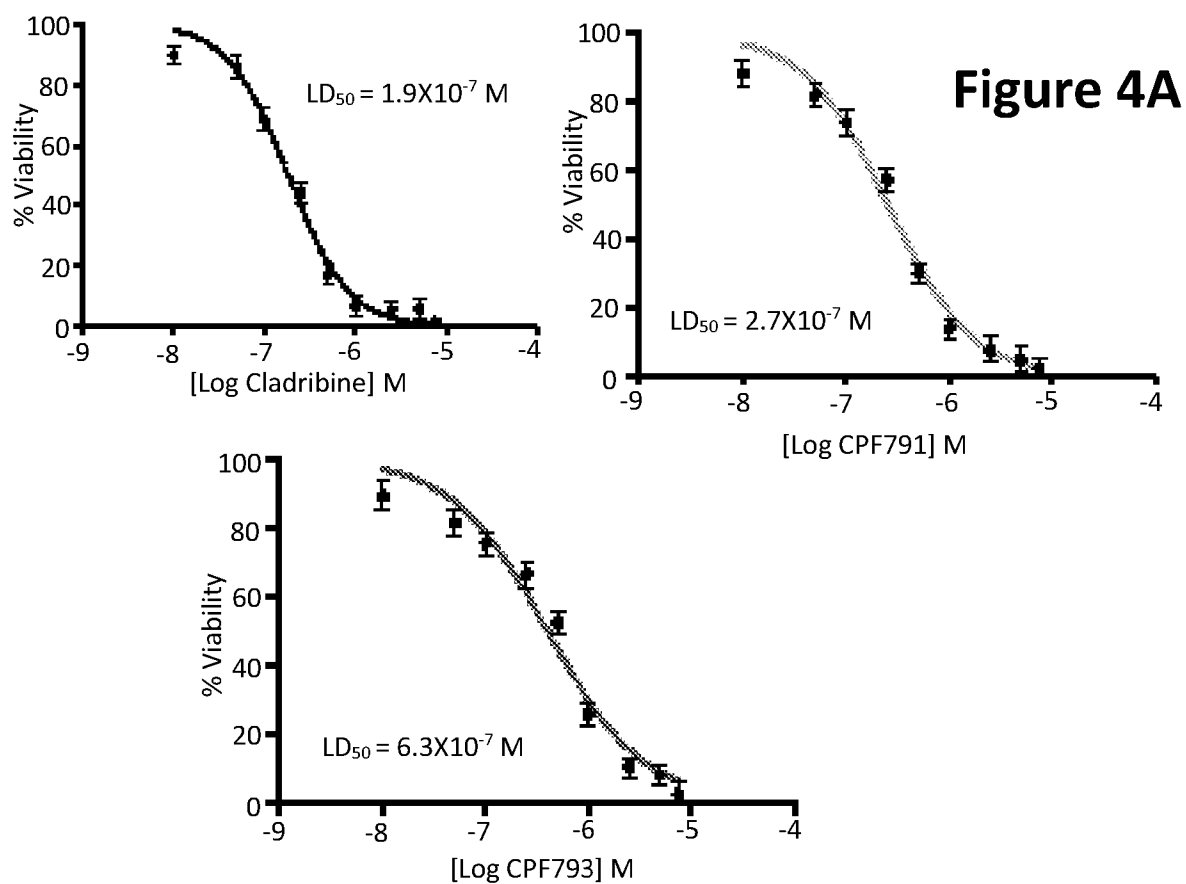 Figure 4A
100
80
60
40
20
0
% Viability
LD50 = 1.9X10-7 M
-9 -8 -7 -6 -5 -4
[Log Cladribine] M
100
80
60
40
20
0
% Viability
LD50 = 2.7X10-7 M
-9 -8 -7 -6 -5 -4
[Log CPF791] M
100
80
60
40
20
0
% Viability
LD50 = 6.3X10-7 M
-9 -8 -7 -6 -5 -4
[Log CPF793] M